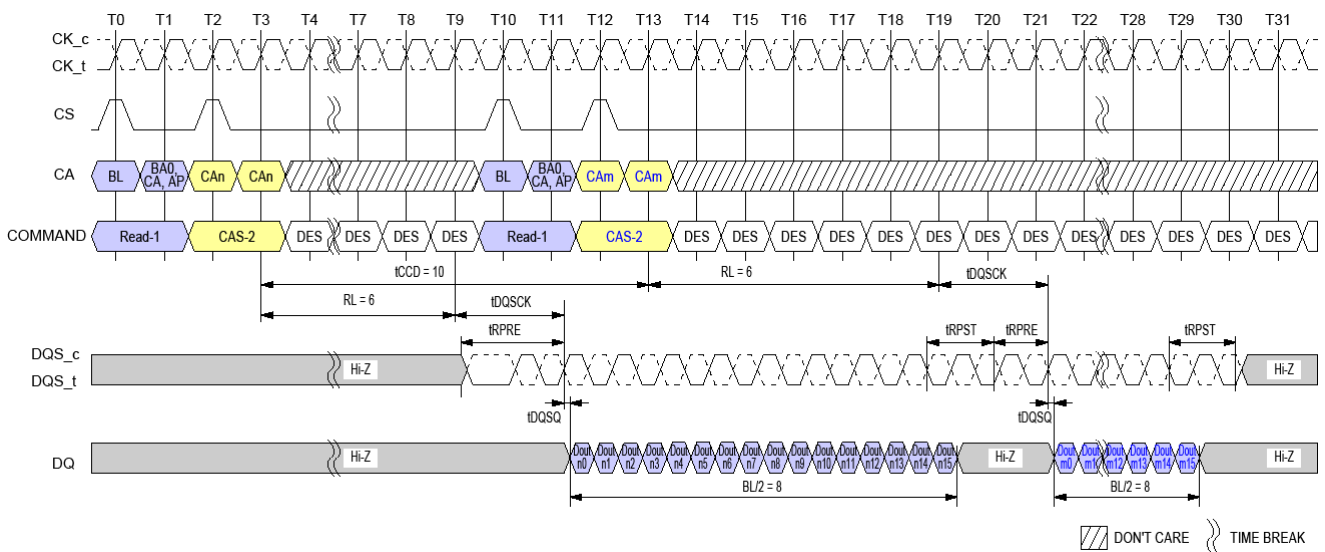 T0 T1 T2 T3 T4 T7 T8 T9 T10 T11 T12 T13 T14 T15 T16 T17 T18 T19 T20 T21 T22 T28 T29 T30 T31
CK_c
CK_t
CS
CA BL BA0, CA, AP CAn CAn BL BA0, CA, AP CAm CAm
COMMAND Read-1 CAS-2 DES DES DES DES Read-1 CAS-2 DES DES DES DES DES DES DES DES DES DES DES DES DES
tCCD = 10 RL = 6 tDQSCK
RL = 6 tDQSCK
tRPRE tRPST tRPRE tRPST
DQS_c
DQS_t
Hi-Z Hi-Z
tDQSQ tDQSQ
DQ Hi-Z Dout n0 Dout n1 Dout n2 Dout n3 Dout n4 Dout n5 Dout n6 Dout n7 Dout n8 Dout n9 Dout n10 Dout n11 Dout n12 Dout n13 Dout n14 Dout n15 Hi-Z Dout m0 Dout m1 Dout m12 Dout m13 Dout m14 Dout m15 Hi-Z
BL/2 = 8 BL/2 = 8
DON'T CARE TIME BREAK